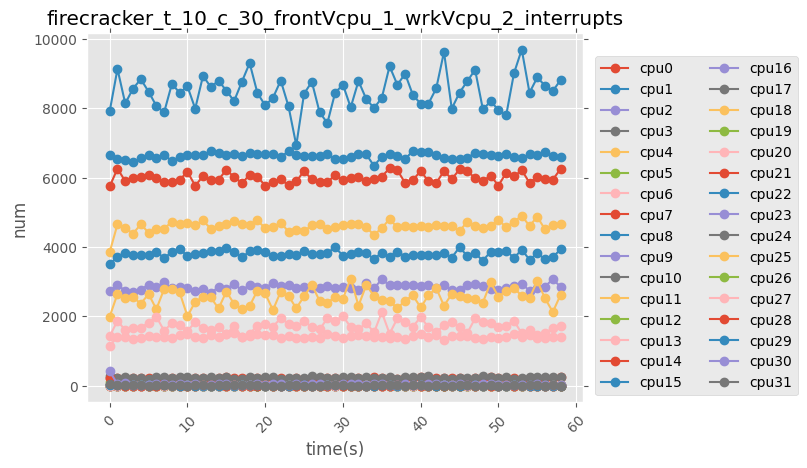 firecracker_t_10_c_30_frontVcpu_1_wrkVcpu_2_interrupts
10000
8000
6000
4000
2000
0
num
0
10
20
30
40
50
60
time(s)
cpu0
cpu1
cpu2
cpu3
cpu4
cpu5
cpu6
cpu7
cpu8
cpu9
cpu10
cpu11
cpu12
cpu13
cpu14
cpu15
cpu16
cpu17
cpu18
cpu19
cpu20
cpu21
cpu22
cpu23
cpu24
cpu25
cpu26
cpu27
cpu28
cpu29
cpu30
cpu31